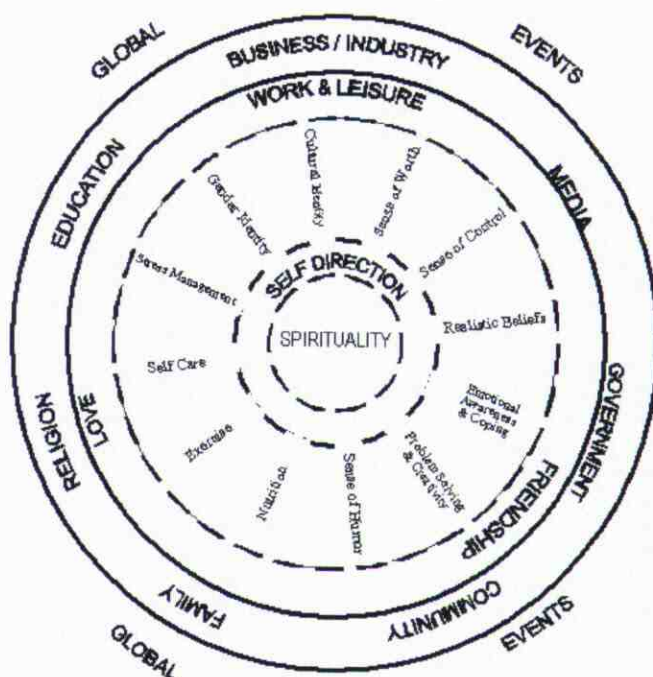 GLOBAL
EVENTS
BUSINESS / INDUSTRY
EDUCATION
MEDIA
GOVERNMENT
COMMUNITY
FAMILY
RELIGION
WORK & LEISURE
FRIENDSHIP
LOVE
Cultural Identity
Sense of Worth
Sense of Control
Realistic Beliefs
Emotional
Awareness
& Coping
Problem Solving
& Creativity
Sense of Humor
Nutrition
Exercise
Self Care
Stress Management
Gender Identity
SELF DIRECTION
SPIRITUALITY
GLOBAL
EVENTS